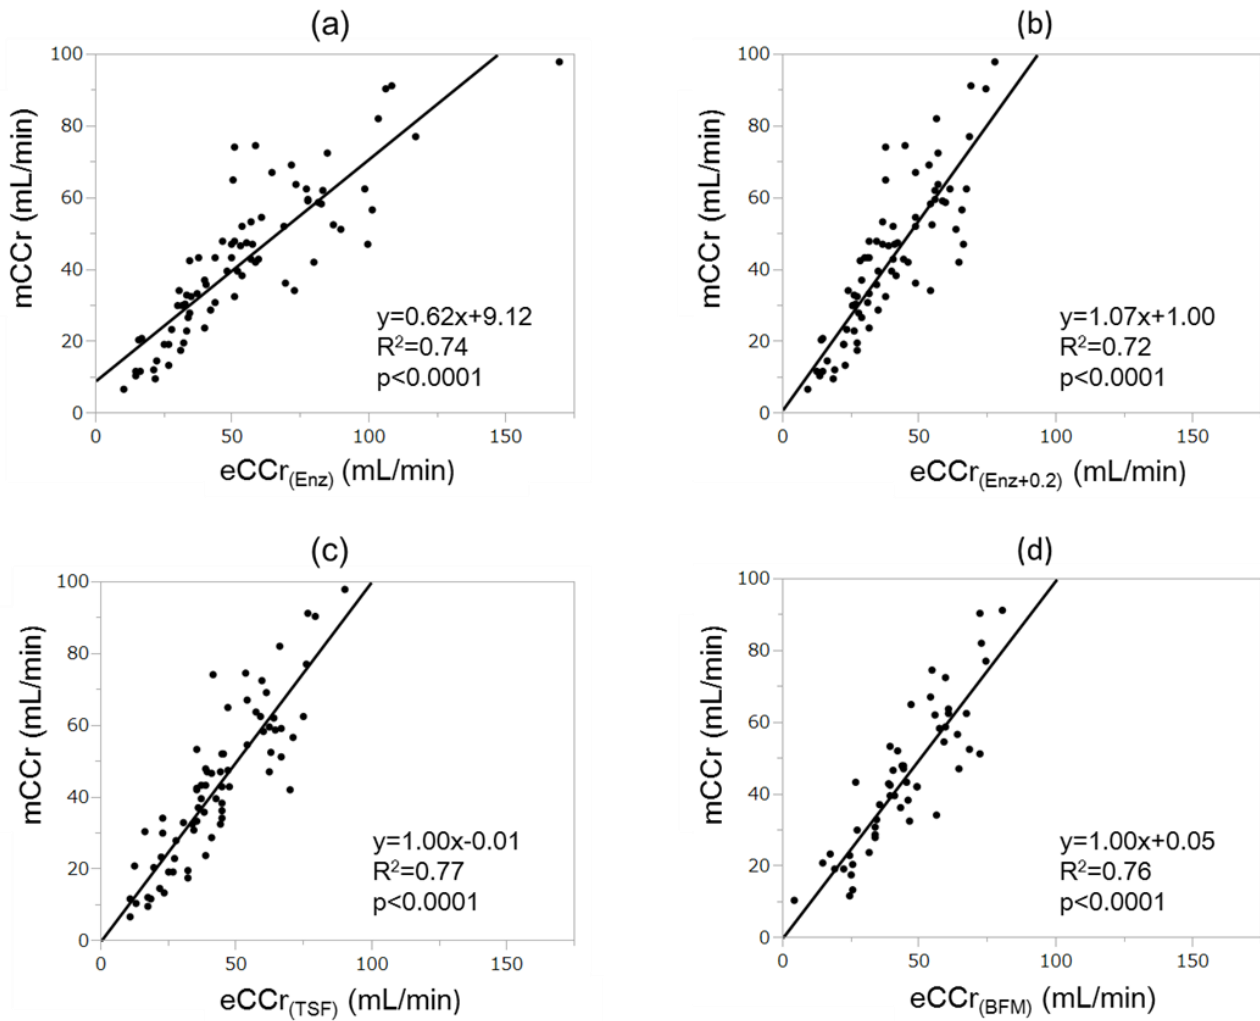 (a)
100
80
60
40
20
0
mCCr (mL/min)
y=0.62x+9.12
R²=0.74
p<0.0001
0 50 100 150
eCCr(Enz) (mL/min)
(b)
100
80
60
40
20
0
mCCr (mL/min)
y=1.07x+1.00
R²=0.72
p<0.0001
0 50 100 150
eCCr(Enz+0.2) (mL/min)
(c)
100
80
60
40
20
0
mCCr (mL/min)
y=1.00x-0.01
R²=0.77
p<0.0001
0 50 100 150
eCCr(TSF) (mL/min)
(d)
100
80
60
40
20
0
mCCr (mL/min)
y=1.00x+0.05
R²=0.76
p<0.0001
0 50 100 150
eCCr(BFM) (mL/min)